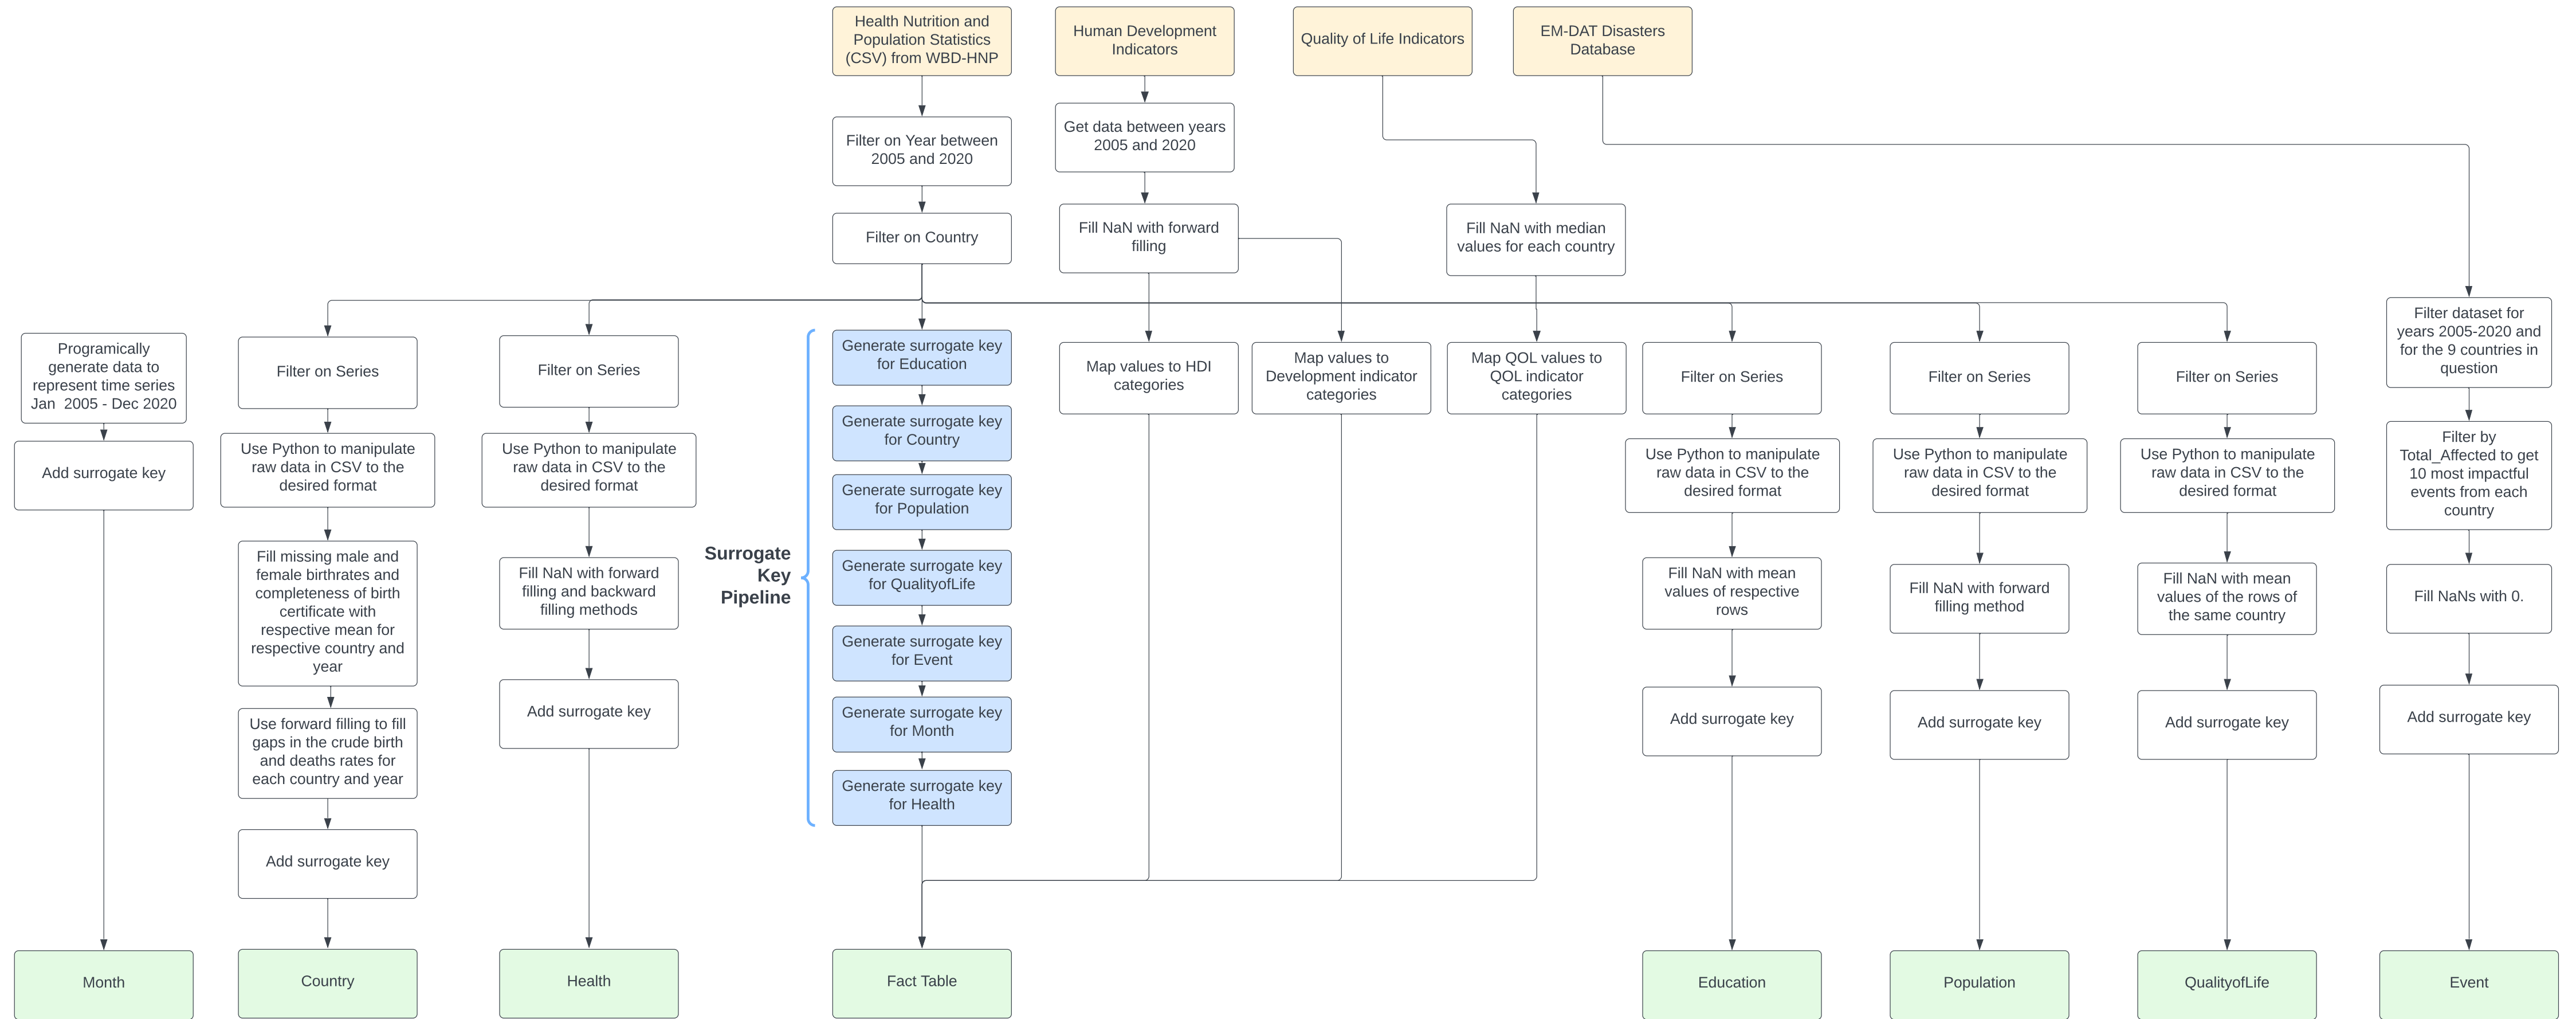 Health Nutrition and
Population Statistics
(CSV) from WBD-HNP
Human Development
Indicators
Quality of Life Indicators
EM-DAT Disasters
Database
Filter on Year between
2005 and 2020
Get data between years
2005 and 2020
Filter on Country
Fill NaN with forward
filling
Fill NaN with median
values for each country
Programically
generate data to
represent time series
Jan  2005 - Dec 2020
Add surrogate key
Month
Filter on Series
Use Python to manipulate
raw data in CSV to the
desired format
Fill missing male and
female birthrates and
completeness of birth
certificate with
respective mean for
respective country and
year
Use forward filling to fill
gaps in the crude birth
and deaths rates for
each country and year
Add surrogate key
Country
Filter on Series
Use Python to manipulate
raw data in CSV to the
desired format
Fill NaN with forward
filling and backward
filling methods
Add surrogate key
Health
Surrogate
Key
Pipeline
Generate surrogate key
for Education
Generate surrogate key
for Country
Generate surrogate key
for Population
Generate surrogate key
for QualityofLife
Generate surrogate key
for Event
Generate surrogate key
for Month
Generate surrogate key
for Health
Fact Table
Map values to HDI
categories
Map values to
Development indicator
categories
Map QOL values to
QOL indicator
categories
Filter on Series
Use Python to manipulate
raw data in CSV to the
desired format
Fill NaN with mean
values of respective
rows
Add surrogate key
Education
Filter on Series
Use Python to manipulate
raw data in CSV to the
desired format
Fill NaN with forward
filling method
Add surrogate key
Population
Filter on Series
Use Python to manipulate
raw data in CSV to the
desired format
Fill NaN with mean
values of the rows of
the same country
Add surrogate key
QualityofLife
Filter dataset for
years 2005-2020 and
for the 9 countries in
question
Filter by
Total_Affected to get
10 most impactful
events from each
country
Fill NaNs with 0.
Add surrogate key
Event